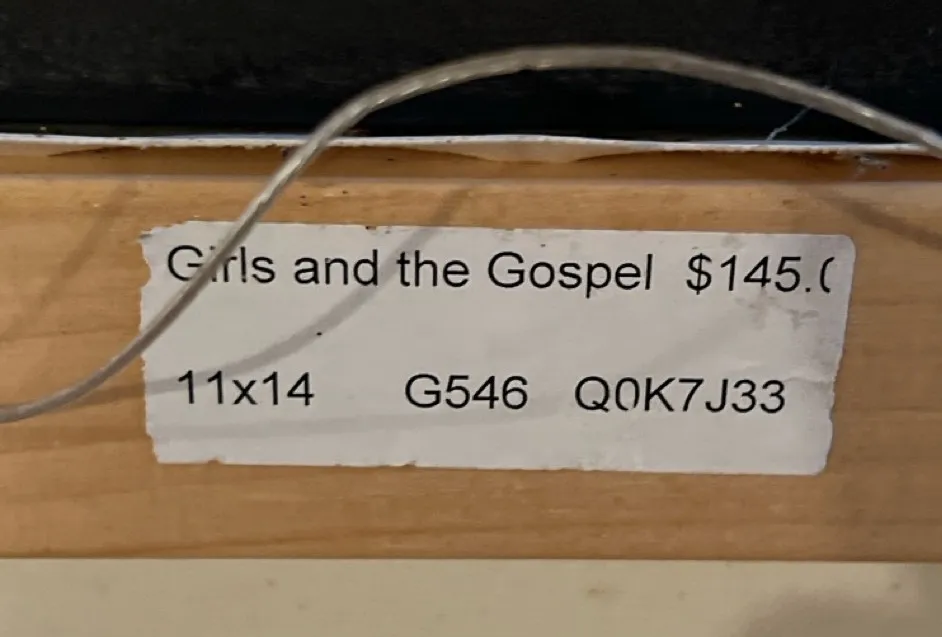 Girls and the Gospel $145.(
11x14 G546 Q0K7J33